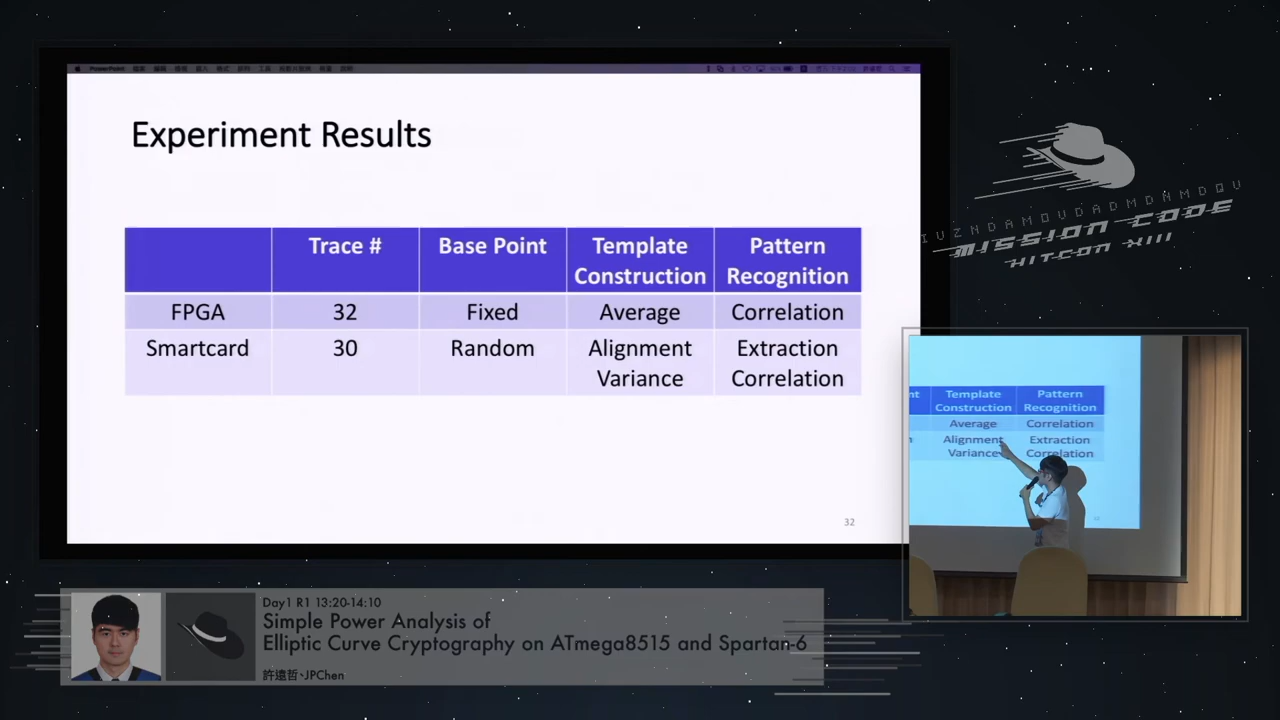 PowerPoint
Experiment Results
Trace #
Base Point
Template Construction
Pattern Recognition
FPGA
32
Fixed
Average
Correlation
Smartcard
30
Random
Alignment Variance
Extraction Correlation
32
MISSION CODE
HITCON XIII
Template Construction
Pattern Recognition
Average
Correlation
Alignment Variance
Extraction Correlation
Day1 R1 13:20-14:10
Simple Power Analysis of
Elliptic Curve Cryptography on ATmega8515 and Spartan-6
許遠哲、JPChen